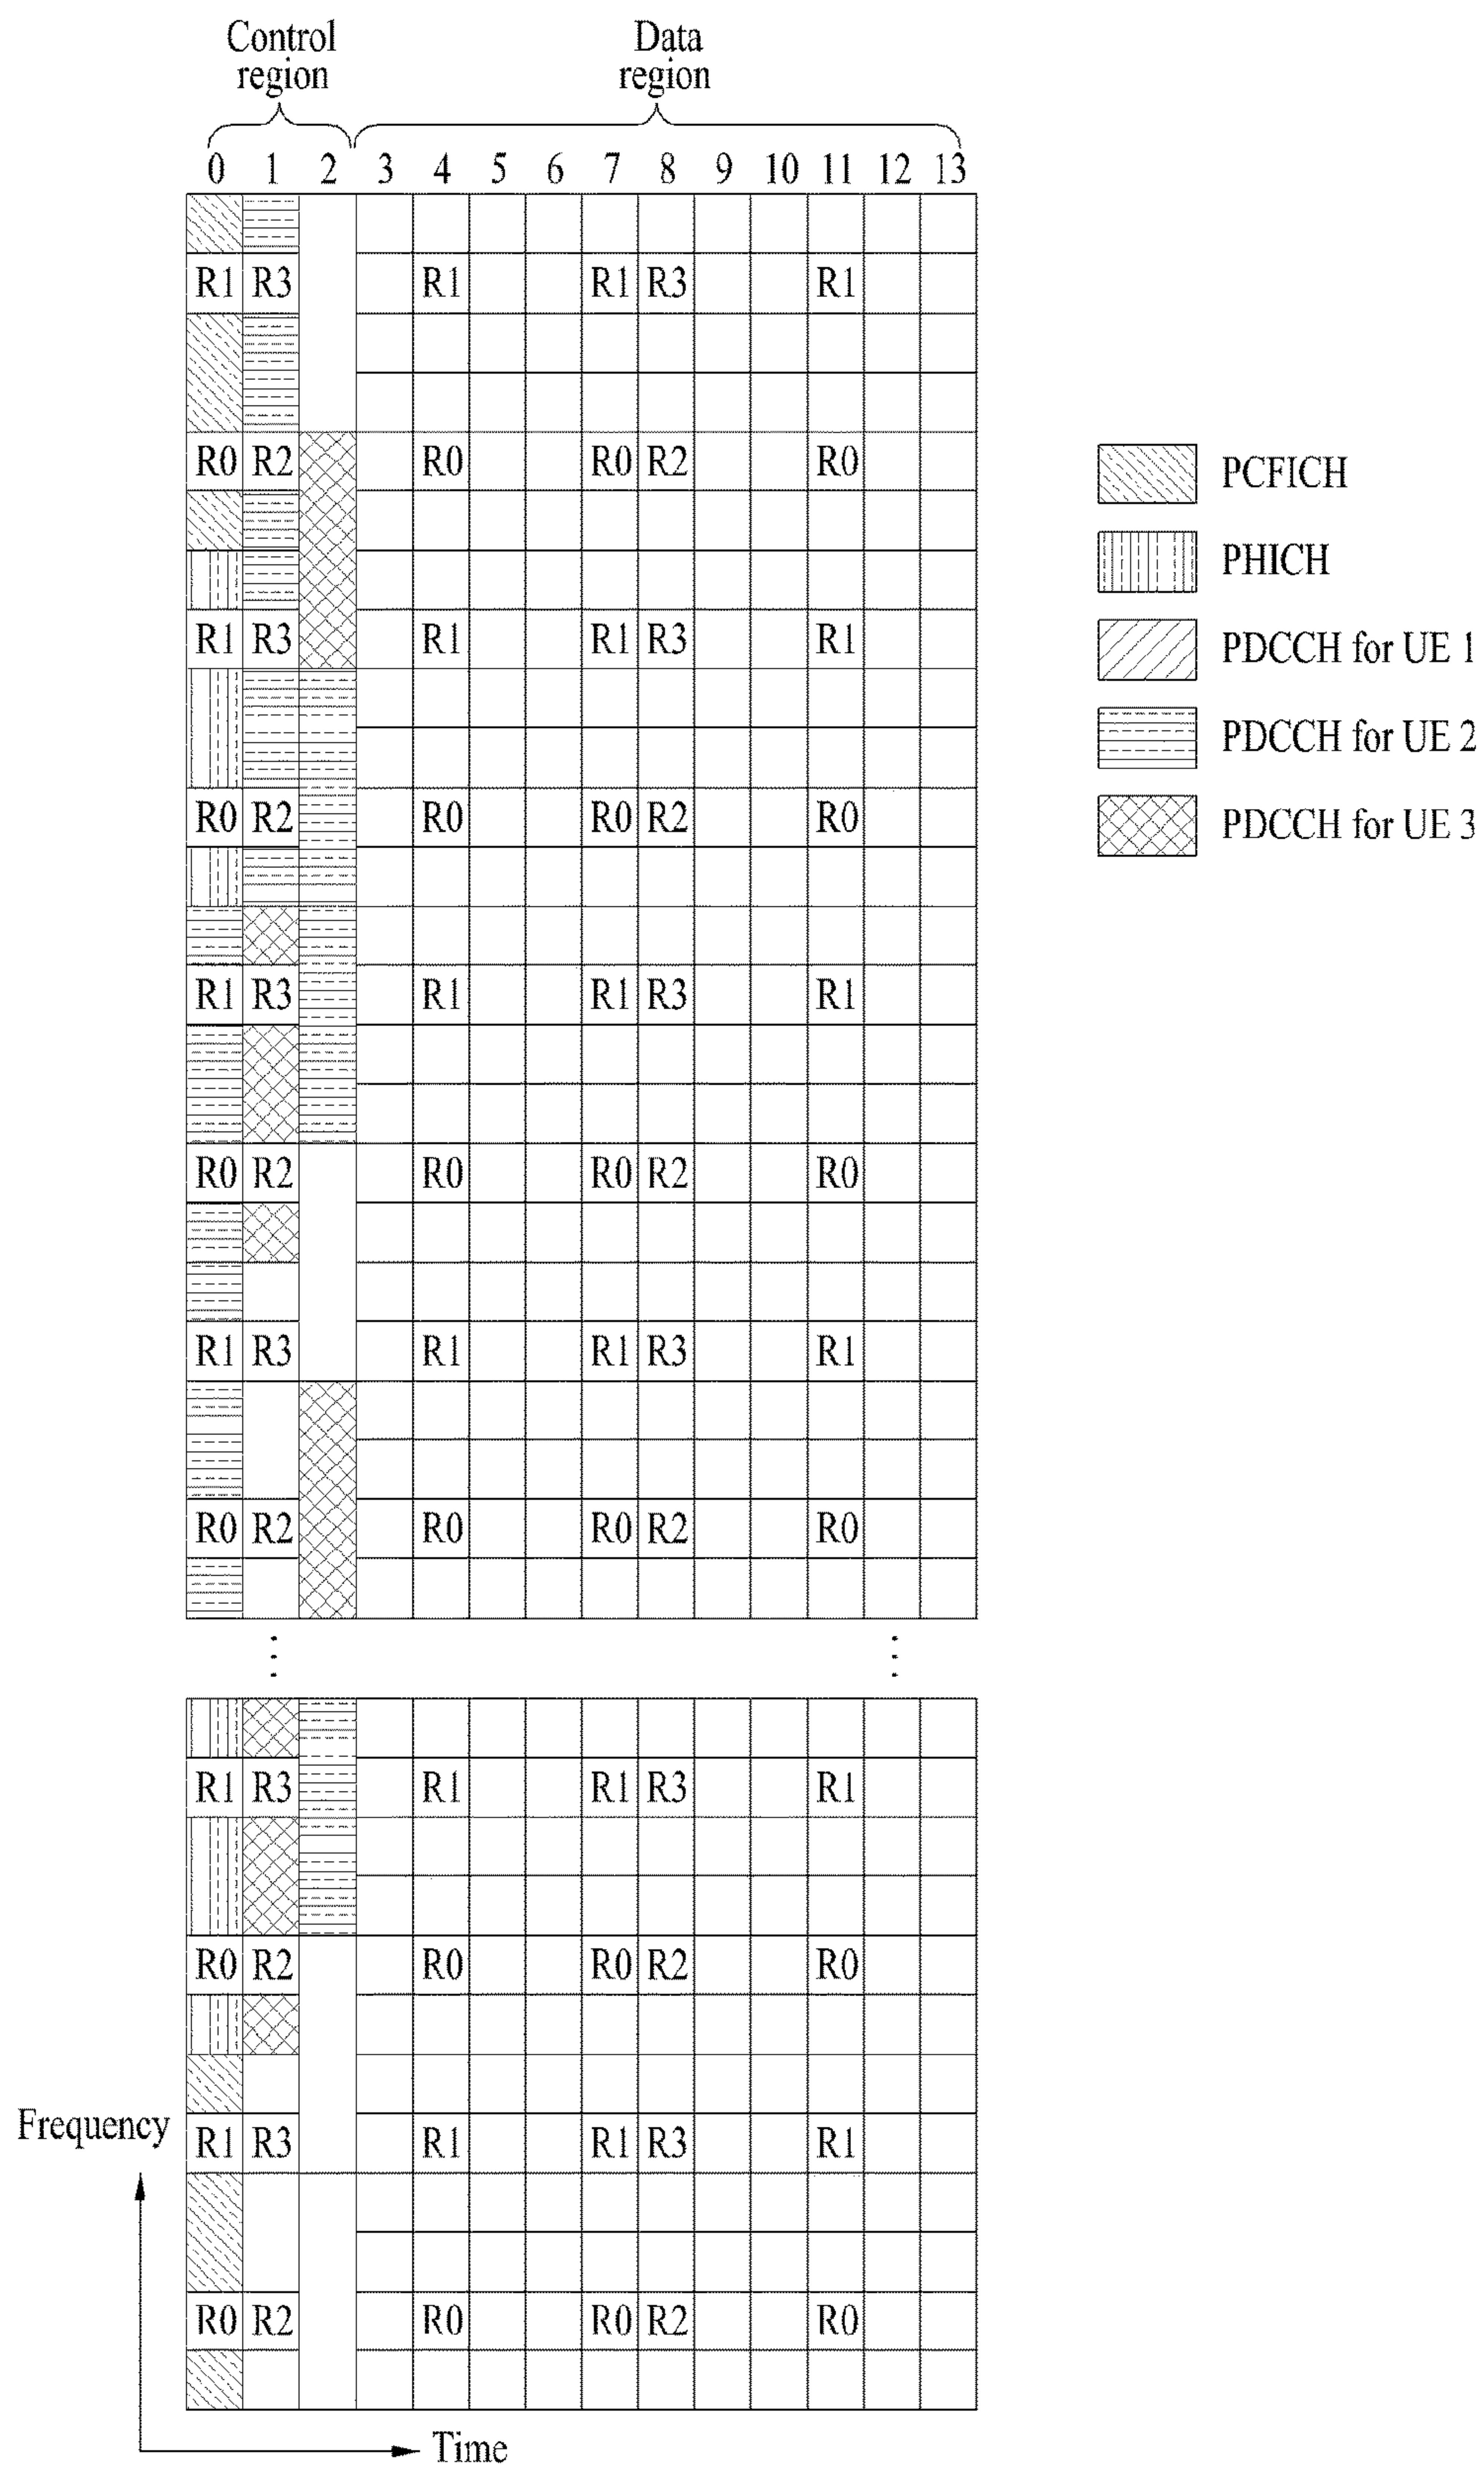 Control
region
Data
region
0 1 2 3 4 5 6 7 8 9 10 11 12 13
R1 R3 R1 R1 R3 R1
R0 R2 R0 R0 R2 R0
PCFICH
PHICH
R1 R3 R1 R1 R3 R1
PDCCH for UE 1
PDCCH for UE 2
R0 R2 R0 R0 R2 R0
PDCCH for UE 3
R1 R3 R1 R1 R3 R1
R0 R2 R0 R0 R2 R0
R1 R3 R1 R1 R3 R1
R0 R2 R0 R0 R2 R0
⋮ ⋮
R1 R3 R1 R1 R3 R1
R0 R2 R0 R0 R2 R0
Frequency
R1 R3 R1 R1 R3 R1
R0 R2 R0 R0 R2 R0
Time